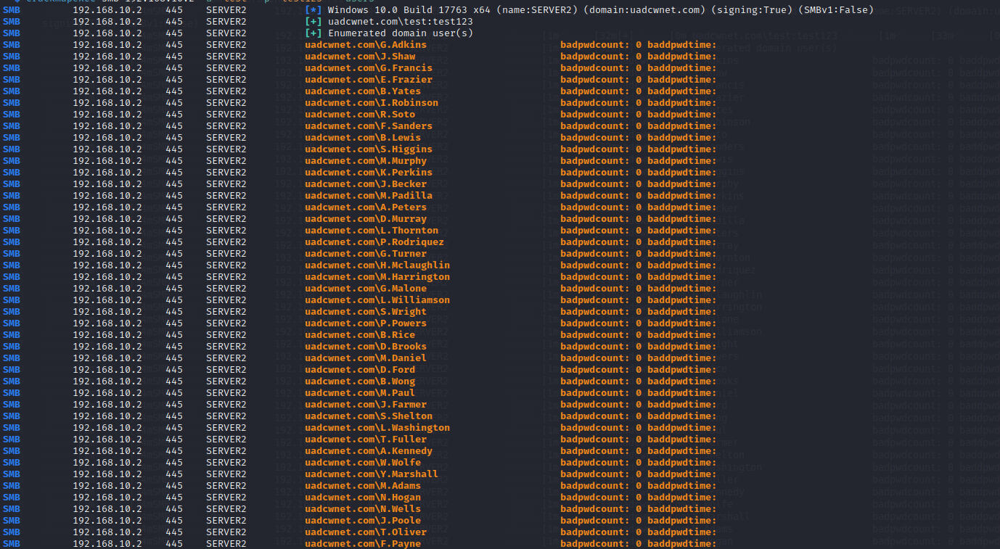 SMB 192.168.10.2 445 SERVER2 [*] Windows 10.0 Build 17763 x64 (name:SERVER2) (domain:uadcwnet.com) (signing:True) (SMBv1:False)
SMB 192.168.10.2 445 SERVER2 [+] uadcwnet.com\test:test123
SMB 192.168.10.2 445 SERVER2 [+] Enumerated domain user(s)
SMB 192.168.10.2 445 SERVER2 uadcwnet.com\G.Adkins badpwdcount: 0 baddpwdtime:
SMB 192.168.10.2 445 SERVER2 uadcwnet.com\J.Shaw badpwdcount: 0 baddpwdtime:
SMB 192.168.10.2 445 SERVER2 uadcwnet.com\G.Francis badpwdcount: 0 baddpwdtime:
SMB 192.168.10.2 445 SERVER2 uadcwnet.com\E.Frazier badpwdcount: 0 baddpwdtime:
SMB 192.168.10.2 445 SERVER2 uadcwnet.com\B.Yates badpwdcount: 0 baddpwdtime:
SMB 192.168.10.2 445 SERVER2 uadcwnet.com\I.Robinson badpwdcount: 0 baddpwdtime:
SMB 192.168.10.2 445 SERVER2 uadcwnet.com\R.Soto badpwdcount: 0 baddpwdtime:
SMB 192.168.10.2 445 SERVER2 uadcwnet.com\F.Sanders badpwdcount: 0 baddpwdtime:
SMB 192.168.10.2 445 SERVER2 uadcwnet.com\B.Lewis badpwdcount: 0 baddpwdtime:
SMB 192.168.10.2 445 SERVER2 uadcwnet.com\S.Higgins badpwdcount: 0 baddpwdtime:
SMB 192.168.10.2 445 SERVER2 uadcwnet.com\M.Murphy badpwdcount: 0 baddpwdtime:
SMB 192.168.10.2 445 SERVER2 uadcwnet.com\K.Perkins badpwdcount: 0 baddpwdtime:
SMB 192.168.10.2 445 SERVER2 uadcwnet.com\J.Becker badpwdcount: 0 baddpwdtime:
SMB 192.168.10.2 445 SERVER2 uadcwnet.com\M.Padilla badpwdcount: 0 baddpwdtime:
SMB 192.168.10.2 445 SERVER2 uadcwnet.com\A.Peters badpwdcount: 0 baddpwdtime:
SMB 192.168.10.2 445 SERVER2 uadcwnet.com\D.Murray badpwdcount: 0 baddpwdtime:
SMB 192.168.10.2 445 SERVER2 uadcwnet.com\L.Thornton badpwdcount: 0 baddpwdtime:
SMB 192.168.10.2 445 SERVER2 uadcwnet.com\P.Rodriquez badpwdcount: 0 baddpwdtime:
SMB 192.168.10.2 445 SERVER2 uadcwnet.com\G.Turner badpwdcount: 0 baddpwdtime:
SMB 192.168.10.2 445 SERVER2 uadcwnet.com\H.Mclaughlin badpwdcount: 0 baddpwdtime:
SMB 192.168.10.2 445 SERVER2 uadcwnet.com\M.Harrington badpwdcount: 0 baddpwdtime:
SMB 192.168.10.2 445 SERVER2 uadcwnet.com\G.Malone badpwdcount: 0 baddpwdtime:
SMB 192.168.10.2 445 SERVER2 uadcwnet.com\L.Williamson badpwdcount: 0 baddpwdtime:
SMB 192.168.10.2 445 SERVER2 uadcwnet.com\S.Wright badpwdcount: 0 baddpwdtime:
SMB 192.168.10.2 445 SERVER2 uadcwnet.com\P.Powers badpwdcount: 0 baddpwdtime:
SMB 192.168.10.2 445 SERVER2 uadcwnet.com\B.Rice badpwdcount: 0 baddpwdtime:
SMB 192.168.10.2 445 SERVER2 uadcwnet.com\D.Brooks badpwdcount: 0 baddpwdtime:
SMB 192.168.10.2 445 SERVER2 uadcwnet.com\M.Daniel badpwdcount: 0 baddpwdtime:
SMB 192.168.10.2 445 SERVER2 uadcwnet.com\D.Ford badpwdcount: 0 baddpwdtime:
SMB 192.168.10.2 445 SERVER2 uadcwnet.com\B.Wong badpwdcount: 0 baddpwdtime:
SMB 192.168.10.2 445 SERVER2 uadcwnet.com\M.Paul badpwdcount: 0 baddpwdtime:
SMB 192.168.10.2 445 SERVER2 uadcwnet.com\J.Farmer badpwdcount: 0 baddpwdtime:
SMB 192.168.10.2 445 SERVER2 uadcwnet.com\S.Shelton badpwdcount: 0 baddpwdtime:
SMB 192.168.10.2 445 SERVER2 uadcwnet.com\L.Washington badpwdcount: 0 baddpwdtime:
SMB 192.168.10.2 445 SERVER2 uadcwnet.com\T.Fuller badpwdcount: 0 baddpwdtime:
SMB 192.168.10.2 445 SERVER2 uadcwnet.com\A.Kennedy badpwdcount: 0 baddpwdtime:
SMB 192.168.10.2 445 SERVER2 uadcwnet.com\W.Wolfe badpwdcount: 0 baddpwdtime:
SMB 192.168.10.2 445 SERVER2 uadcwnet.com\Y.Marshall badpwdcount: 0 baddpwdtime:
SMB 192.168.10.2 445 SERVER2 uadcwnet.com\M.Adams badpwdcount: 0 baddpwdtime:
SMB 192.168.10.2 445 SERVER2 uadcwnet.com\N.Hogan badpwdcount: 0 baddpwdtime:
SMB 192.168.10.2 445 SERVER2 uadcwnet.com\N.Wells badpwdcount: 0 baddpwdtime:
SMB 192.168.10.2 445 SERVER2 uadcwnet.com\J.Poole badpwdcount: 0 baddpwdtime:
SMB 192.168.10.2 445 SERVER2 uadcwnet.com\T.Oliver badpwdcount: 0 baddpwdtime:
SMB 192.168.10.2 445 SERVER2 uadcwnet.com\F.Payne badpwdcount: 0 baddpwdtime: